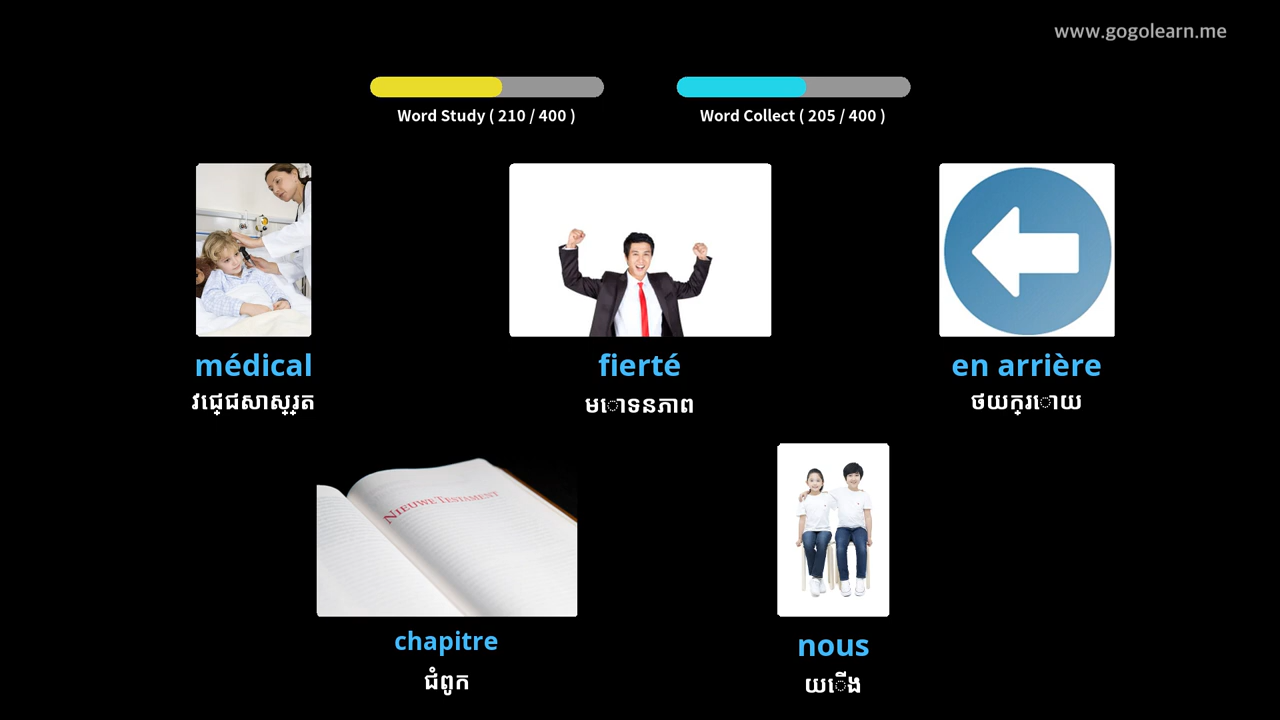 www.gogolearn.me
Word Study ( 210 / 400 )
Word Collect ( 205 / 400 )
médical
វេជ្ជសាស្ត្រ
fierté
មោទនភាព
en arrière
ថយក្រោយ
NIEUWE TESTAMENT
chapitre
ជំពូក
nous
យើង